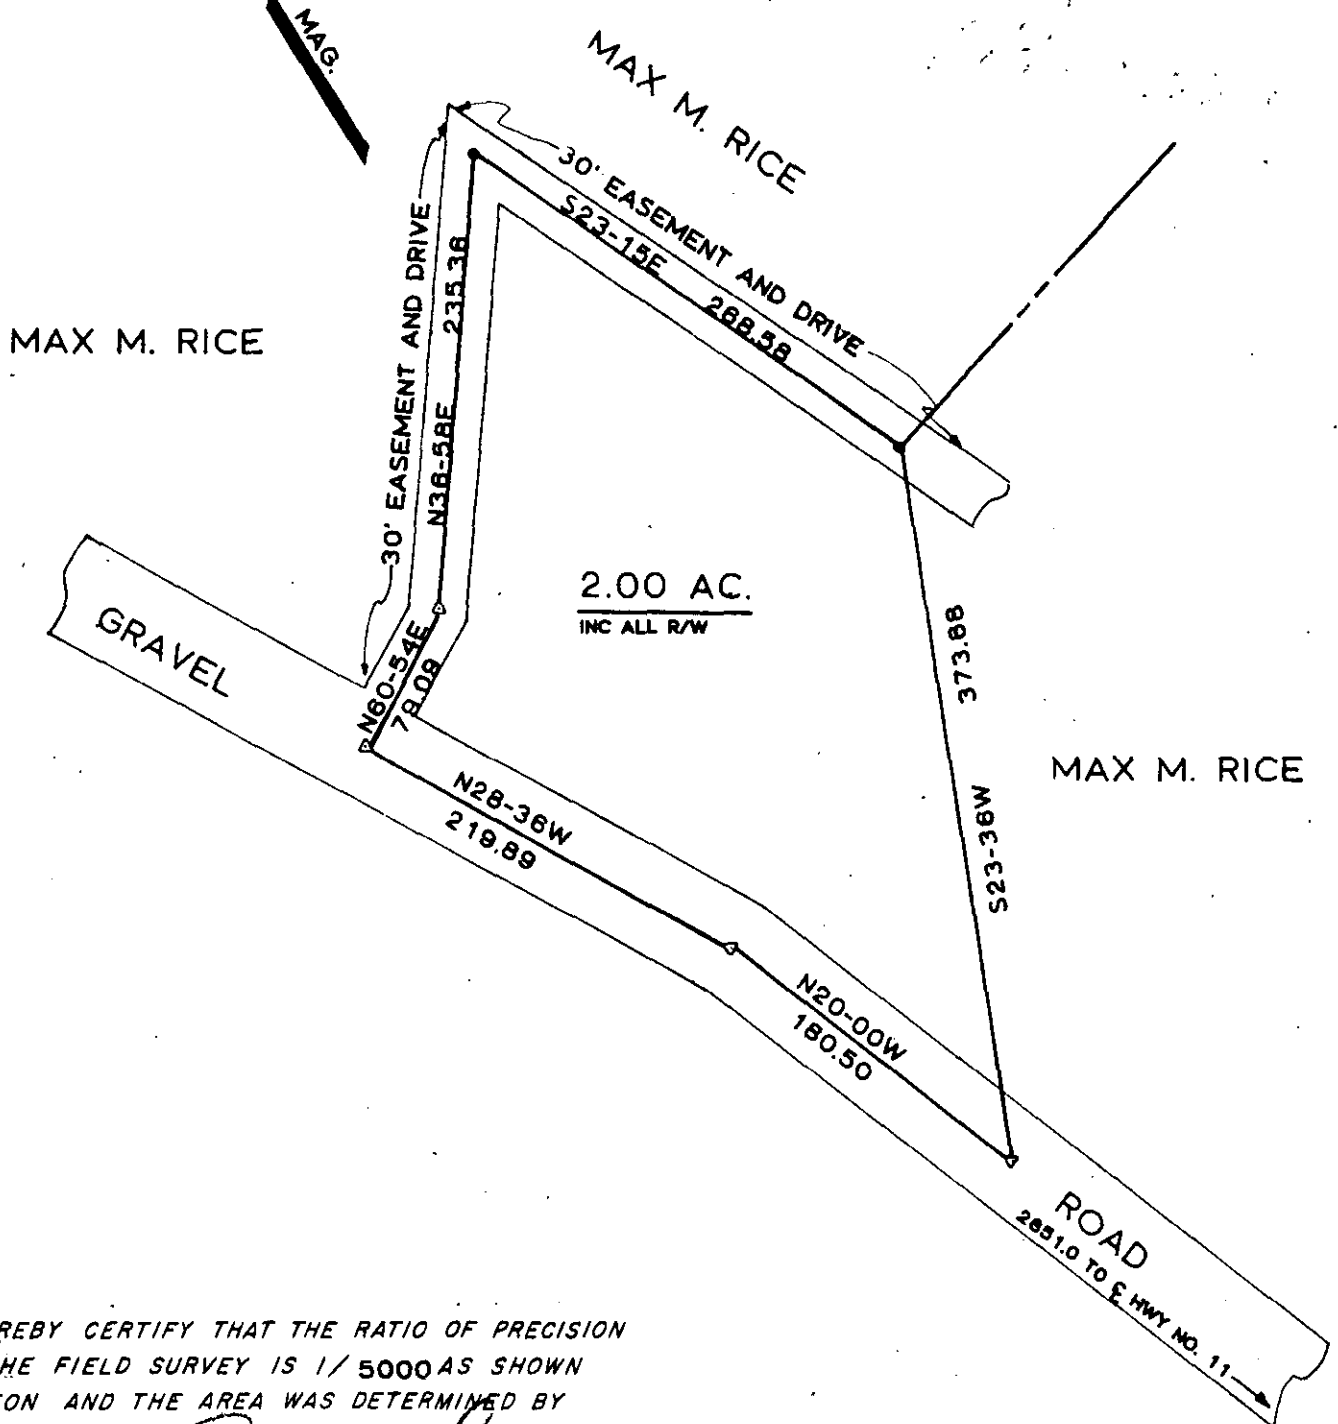 MAG.
MAX M. RICE
30' EASEMENT AND DRIVE
S23-15E
268.58
30' EASEMENT AND DRIVE
N36-58E
235.36
MAX M. RICE
2.00 AC.
INC ALL R/W
GRAVEL
N60-54E
79.09
373.88
S23-36W
MAX M. RICE
N28-36W
219.89
N20-00W
180.50
ROAD
2651.0 TO ℄ HWY NO. 11
REBY CERTIFY THAT THE RATIO OF PRECISION
HE FIELD SURVEY IS 1/5000 AS SHOWN
ON AND THE AREA WAS DETERMINED BY